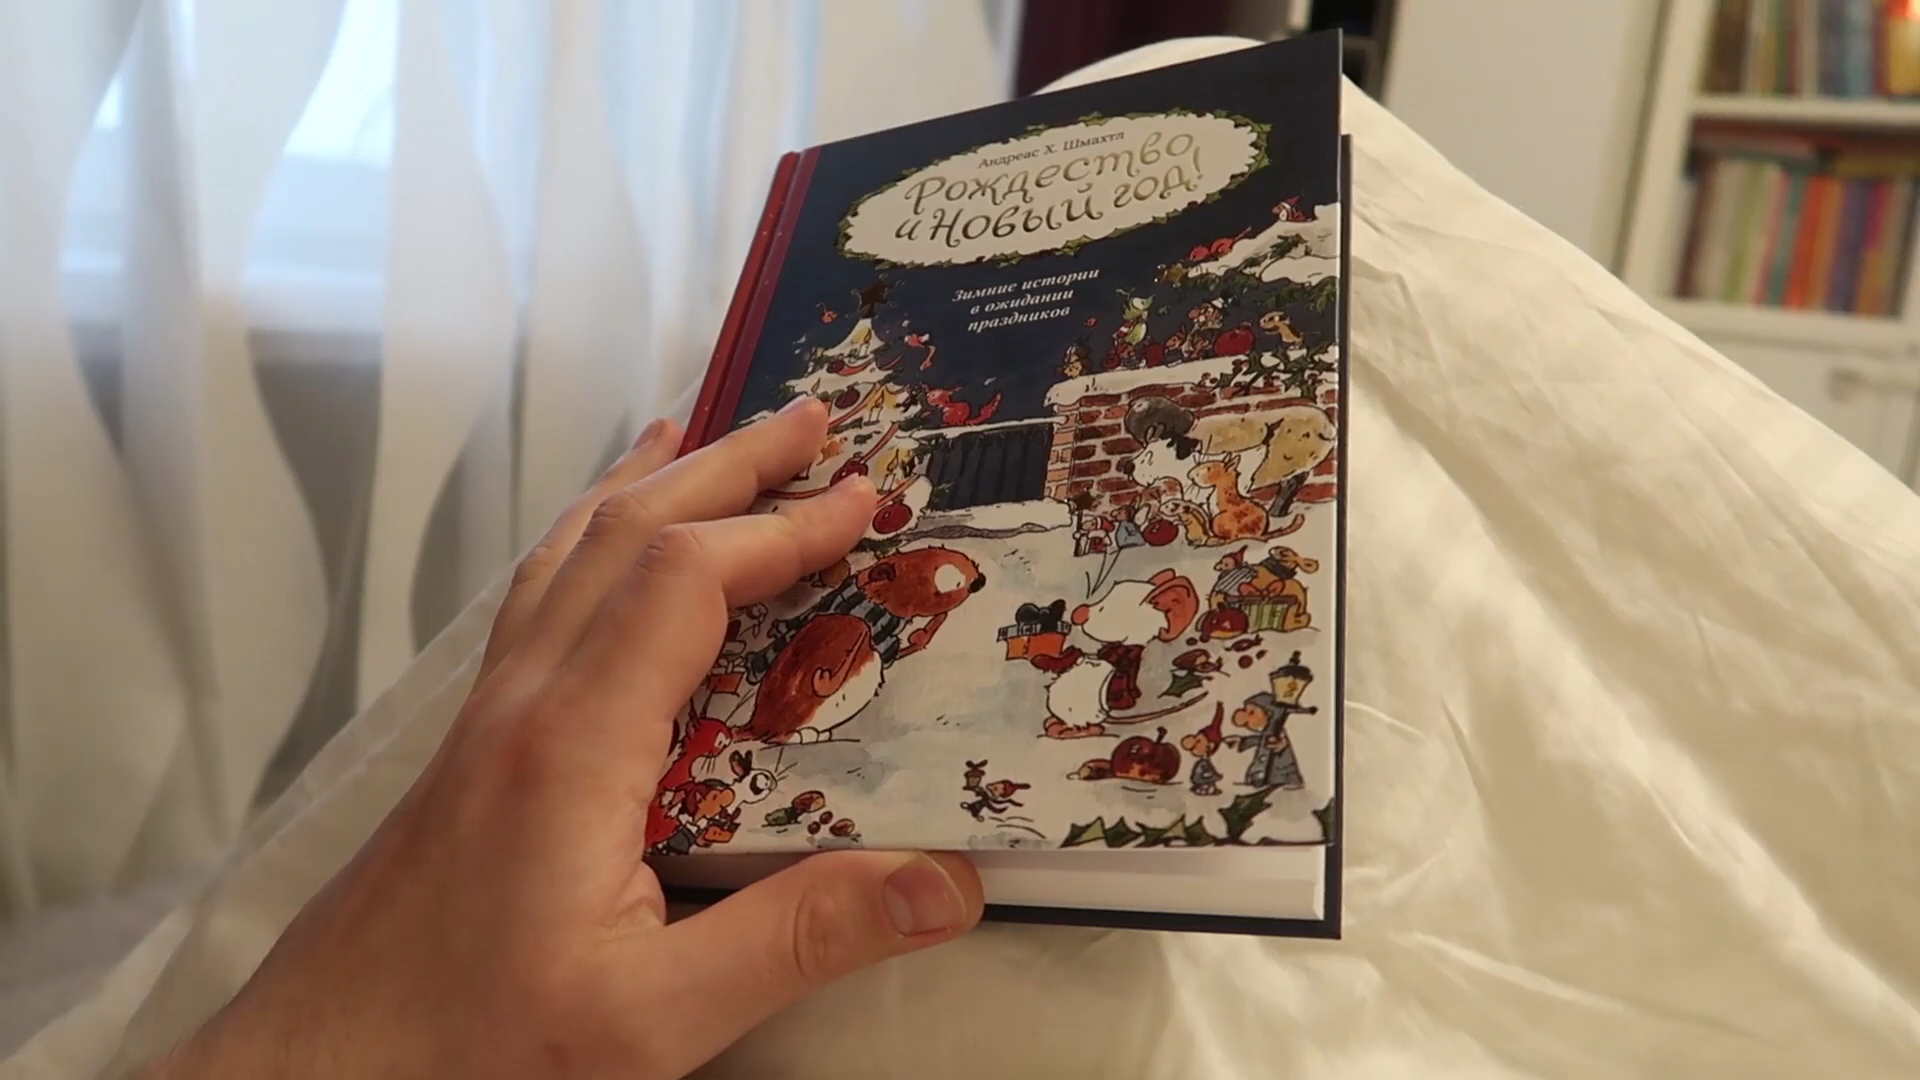 Андреас Х. Шмахтл
Рождество
и Новый год!
Зимние истории
в ожидании
праздников